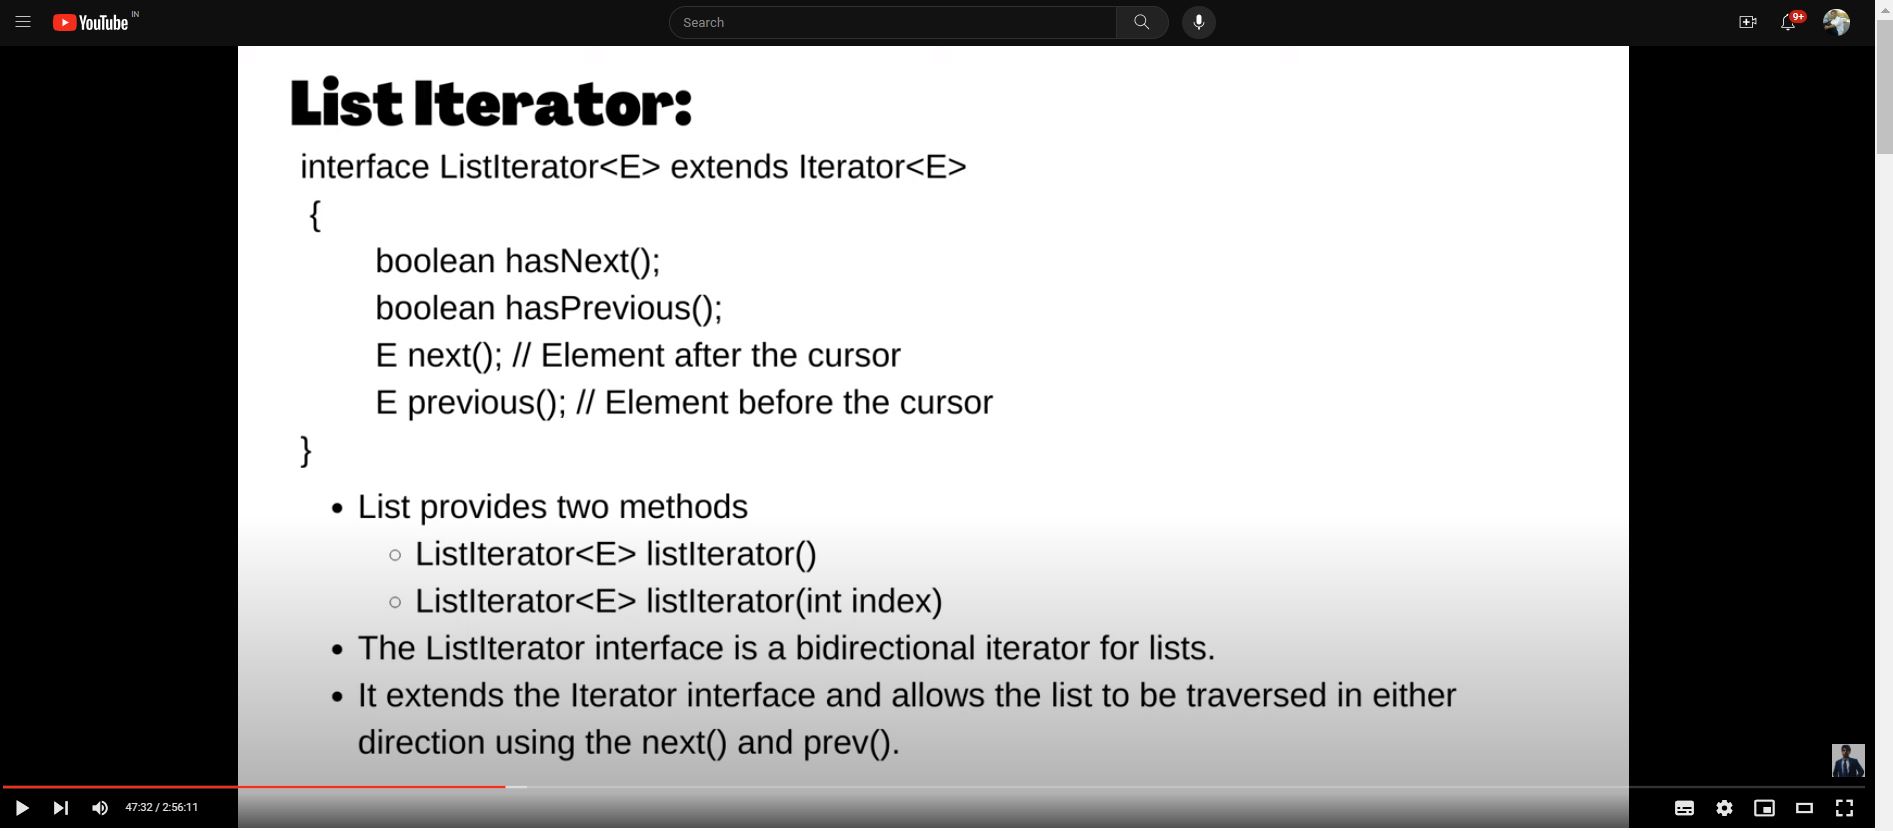 YouTube IN
Search
9+
List Iterator:
interface ListIterator<E> extends Iterator<E>
{
boolean hasNext();
boolean hasPrevious();
E next(); // Element after the cursor
E previous(); // Element before the cursor
}
• List provides two methods
○ ListIterator<E> listIterator()
○ ListIterator<E> listIterator(int index)
• The ListIterator interface is a bidirectional iterator for lists.
• It extends the Iterator interface and allows the list to be traversed in either
direction using the next() and prev().
47:32 / 2:56:11